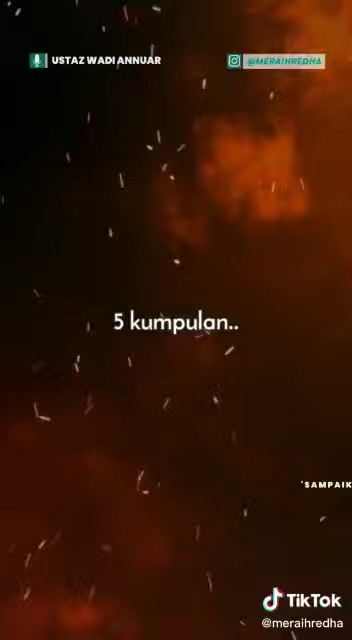 USTAZ WADI ANNUAR
@MERAIHREDHA
5 kumpulan..
"SAMPAIK
TikTok
@meraihredha